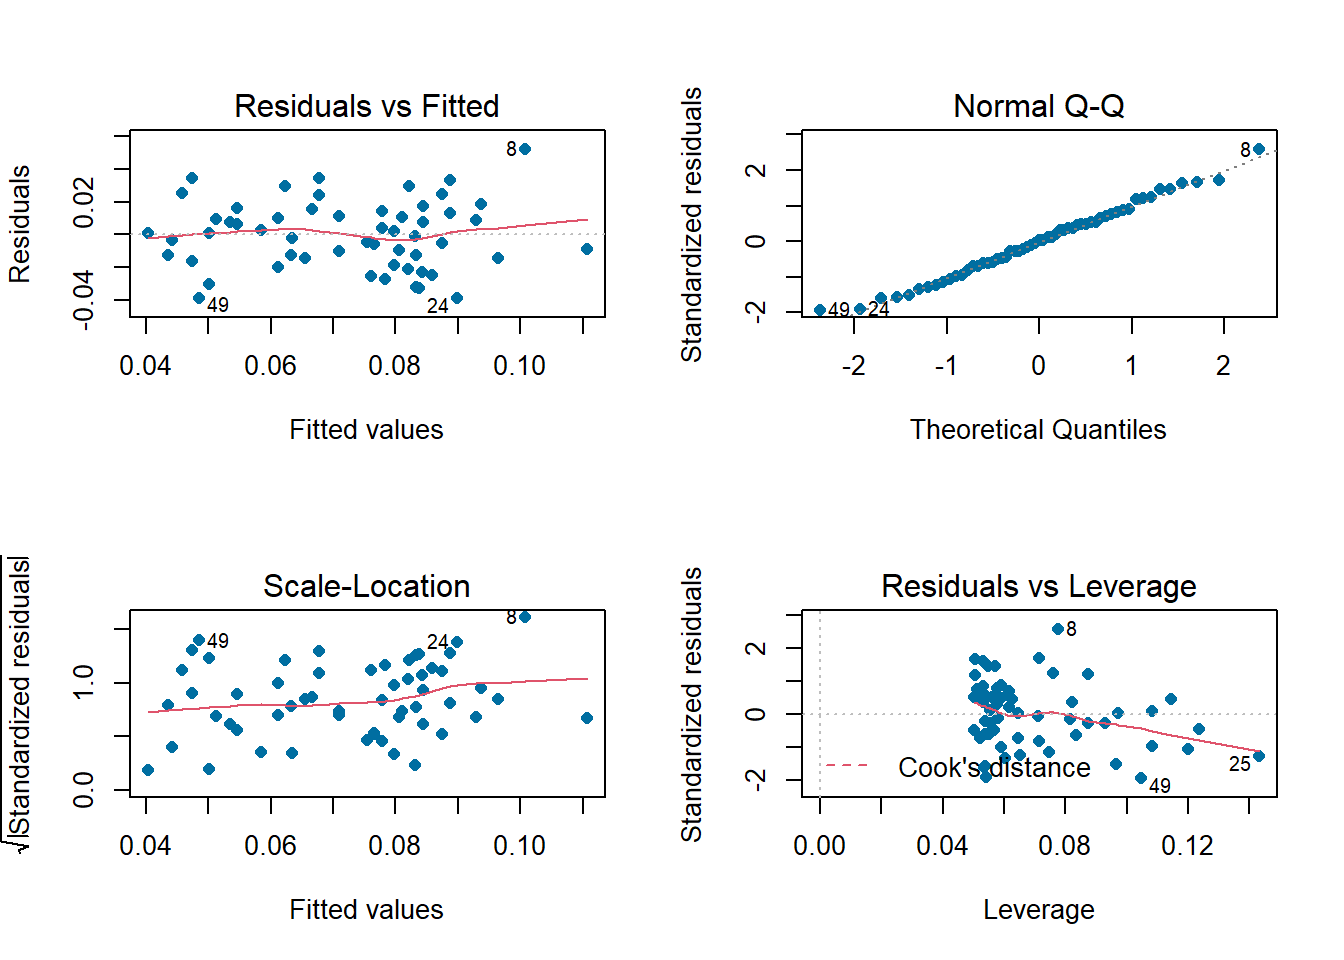 Residuals vs Fitted
Residuals
0.02
-0.04
8
49
24
0.04 0.06 0.08 0.10
Fitted values
Normal Q-Q
Standardized residuals
2
0
-2
8
49
24
-2 -1 0 1 2
Theoretical Quantiles
Scale-Location
√|Standardized residuals|
1.0
0.0
8
49
24
0.04 0.06 0.08 0.10
Fitted values
Residuals vs Leverage
Standardized residuals
2
0
-2
8
25
49
Cook's distance
0.00 0.04 0.08 0.12
Leverage